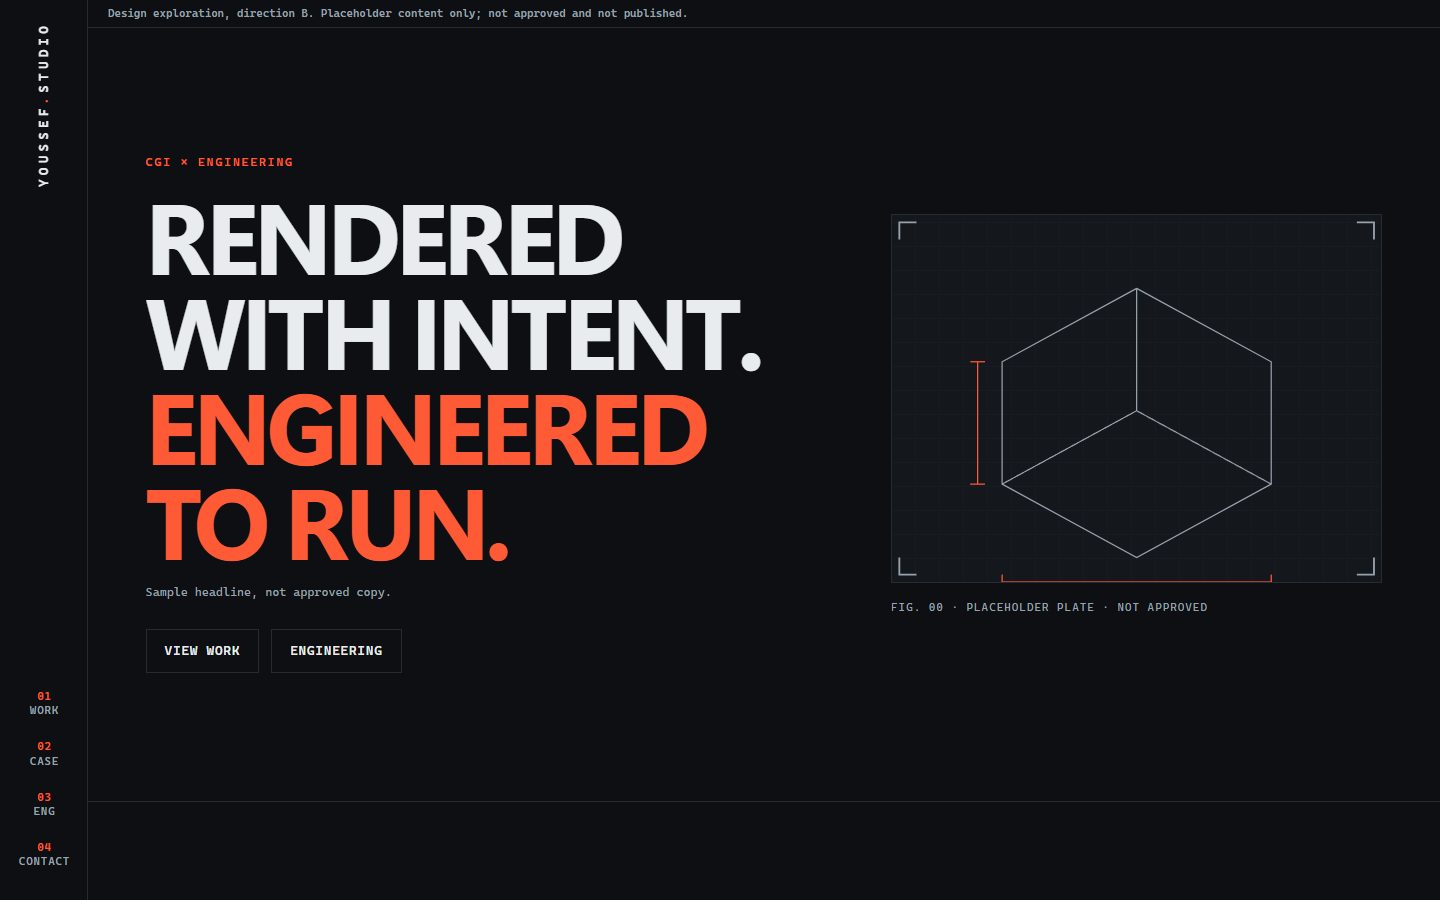 YOUSSEF.STUDIO
Design exploration, direction B. Placeholder content only; not approved and not published.
CGI × ENGINEERING
RENDERED
WITH INTENT.
ENGINEERED
TO RUN.
Sample headline, not approved copy.
VIEW WORK
ENGINEERING
FIG. 00 · PLACEHOLDER PLATE · NOT APPROVED
01
WORK
02
CASE
03
ENG
04
CONTACT